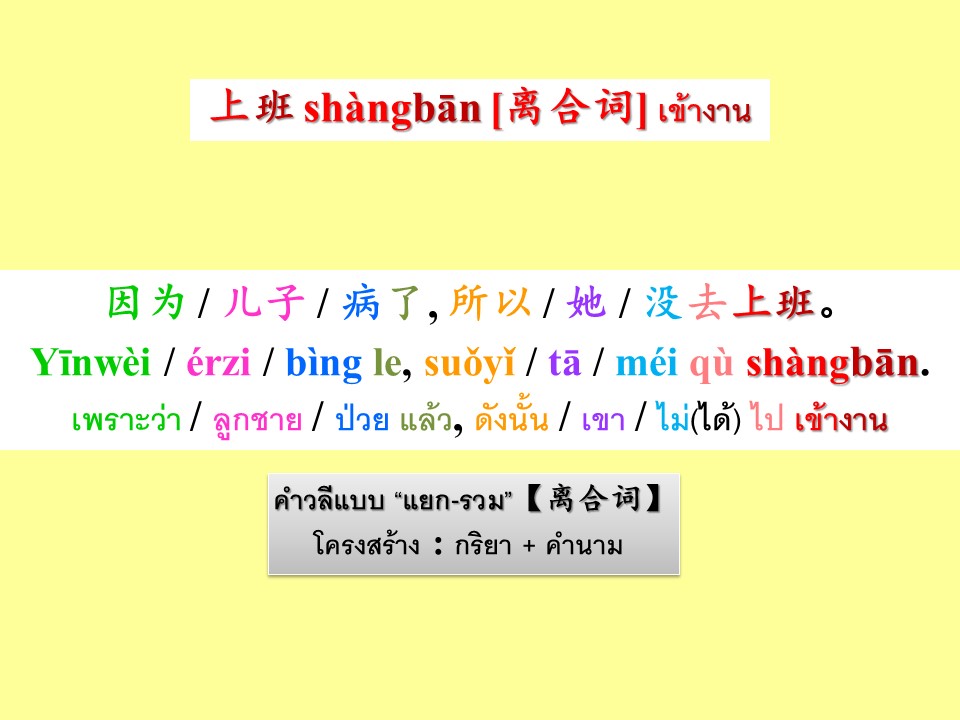 上班 shàngbān [离合词] เข้างาน
因为 / 儿子 / 病了, 所以 / 她 / 没去上班。
Yīnwèi / érzi / bìng le, suǒyǐ / tā / méi qù shàngbān.
เพราะว่า / ลูกชาย / ป่วย แล้ว, ดังนั้น / เขา / ไม่(ได้) ไป เข้างาน
คำวลีแบบ “แยก-รวม”【离合词】
โครงสร้าง : กริยา + คำนาม